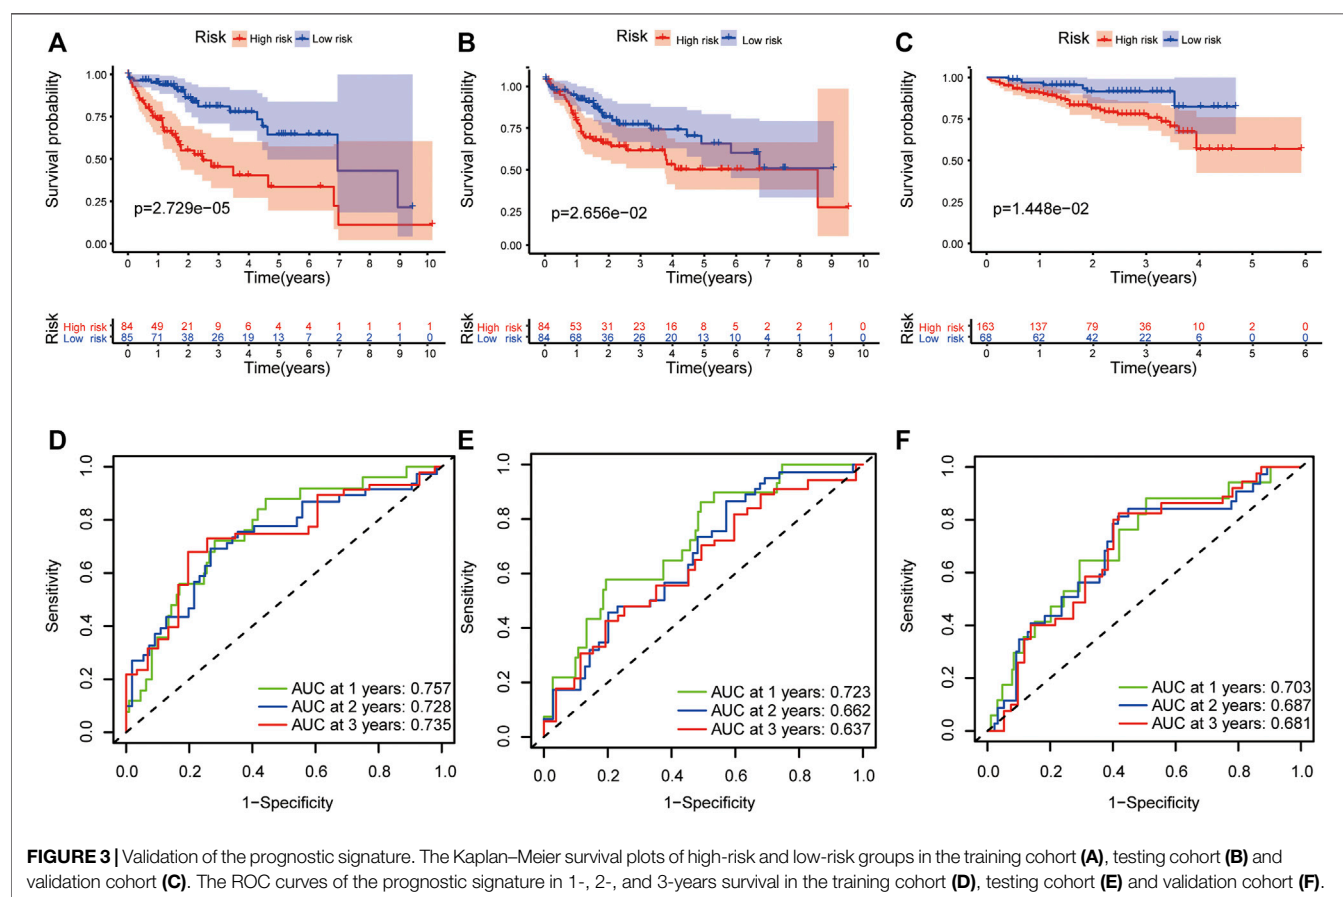 A
Risk High risk Low risk
Survival probability
1.00
0.75
0.50
0.25
0.00
p=2.729e−05
0 1 2 3 4 5 6 7 8 9 10
Time(years)
Risk
High risk 84 49 21 9 6 4 4 1 1 1 1
Low risk 85 71 38 26 19 13 7 2 2 1 0
0 1 2 3 4 5 6 7 8 9 10
Time(years)
B
Risk High risk Low risk
Survival probability
1.00
0.75
0.50
0.25
0.00
p=2.656e−02
0 1 2 3 4 5 6 7 8 9 10
Time(years)
Risk
High risk 84 53 31 23 16 8 5 2 2 1 0
Low risk 84 68 36 26 20 13 10 4 1 1 0
0 1 2 3 4 5 6 7 8 9 10
Time(years)
C
Risk High risk Low risk
Survival probability
1.00
0.75
0.50
0.25
0.00
p=1.448e−02
0 1 2 3 4 5 6
Time(years)
Risk
High risk 163 137 79 36 10 2 0
Low risk 68 62 42 22 6 0 0
0 1 2 3 4 5 6
Time(years)
D
Sensitivity
1.0
0.8
0.6
0.4
0.2
0.0
AUC at 1 years: 0.757
AUC at 2 years: 0.728
AUC at 3 years: 0.735
0.0 0.2 0.4 0.6 0.8 1.0
1−Specificity
E
Sensitivity
1.0
0.8
0.6
0.4
0.2
0.0
AUC at 1 years: 0.723
AUC at 2 years: 0.662
AUC at 3 years: 0.637
0.0 0.2 0.4 0.6 0.8 1.0
1−Specificity
F
Sensitivity
1.0
0.8
0.6
0.4
0.2
0.0
AUC at 1 years: 0.703
AUC at 2 years: 0.687
AUC at 3 years: 0.681
0.0 0.2 0.4 0.6 0.8 1.0
1−Specificity
FIGURE 3 | Validation of the prognostic signature. The Kaplan–Meier survival plots of high-risk and low-risk groups in the training cohort (A), testing cohort (B) and
validation cohort (C). The ROC curves of the prognostic signature in 1-, 2-, and 3-years survival in the training cohort (D), testing cohort (E) and validation cohort (F).